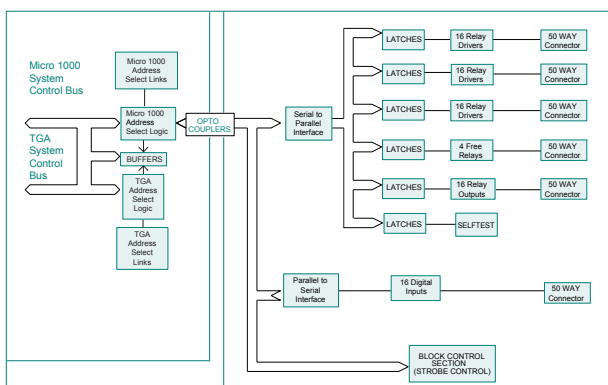 Micro 1000
System
Control Bus
TGA
System
Control
Bus
Micro 1000
Address
Select Links
Micro 1000
Address
Select Logic
BUFFERS
TGA
Address
Select
Logic
TGA
Address
Select
Links
OPTO
COUPLERS
Serial to
Parallel
Interface
LATCHES
16 Relay
Drivers
50 WAY
Connector
LATCHES
16 Relay
Drivers
50 WAY
Connector
LATCHES
16 Relay
Drivers
50 WAY
Connector
LATCHES
4 Free
Relays
50 WAY
Connector
LATCHES
16 Relay
Outputs
50 WAY
Connector
LATCHES
SELFTEST
Parallel to
Serial
Interface
16 Digital
Inputs
50 WAY
Connector
BLOCK CONTROL
SECTION
(STROBE CONTROL)